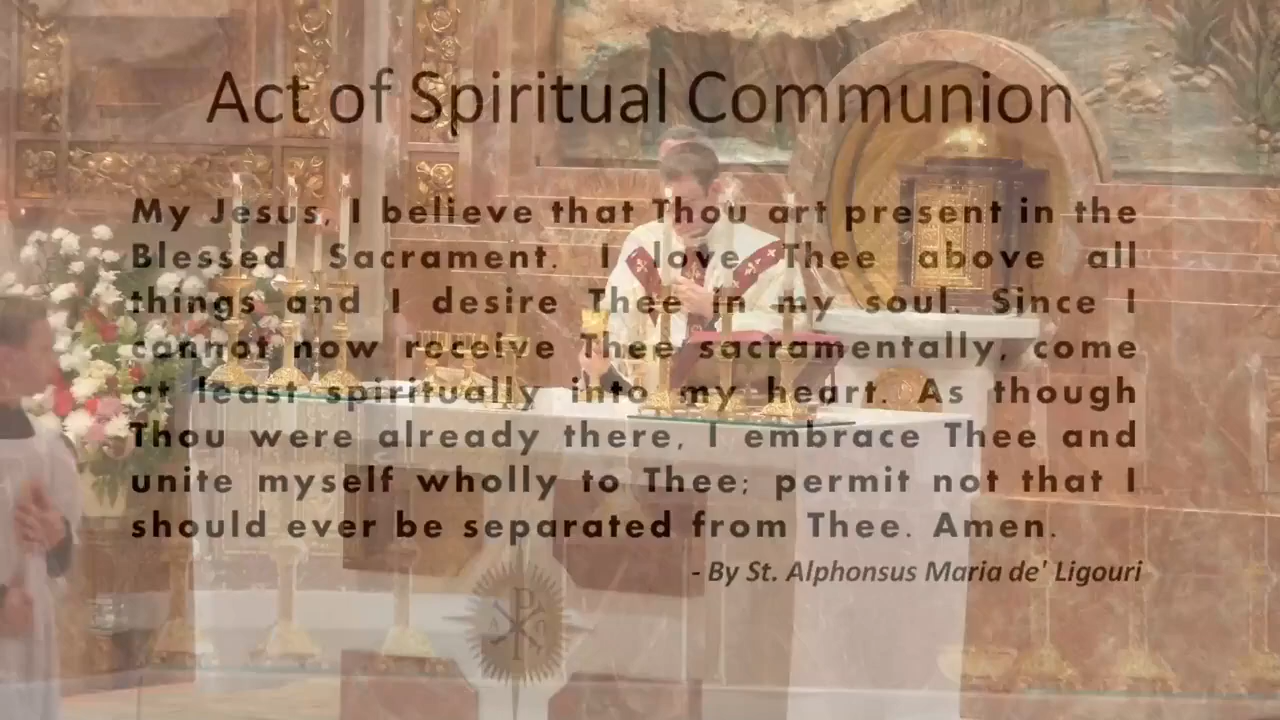 Act of Spiritual Communion
My Jesus, I believe that Thou art present in the
Blessed Sacrament. I love Thee above all
things and I desire Thee in my soul. Since I
cannot now receive Thee sacramentally, come
at least spiritually into my heart. As though
Thou were already there, I embrace Thee and
unite myself wholly to Thee; permit not that I
should ever be separated from Thee. Amen.
- By St. Alphonsus Maria de' Ligouri